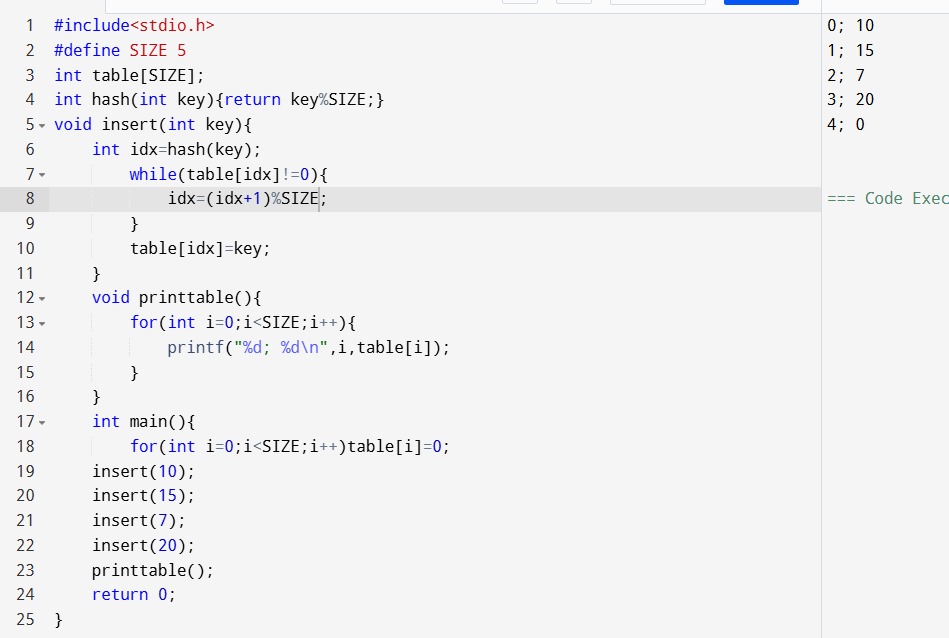 1 #include<stdio.h>
2 #define SIZE 5
3 int table[SIZE];
4 int hash(int key){return key%SIZE;}
5 void insert(int key){
6 int idx=hash(key);
7 while(table[idx]!=0){
8 idx=(idx+1)%SIZE;
9 }
10 table[idx]=key;
11 }
12 void printtable(){
13 for(int i=0;i<SIZE;i++){
14 printf("%d; %d\n",i,table[i]);
15 }
16 }
17 int main(){
18 for(int i=0;i<SIZE;i++)table[i]=0;
19 insert(10);
20 insert(15);
21 insert(7);
22 insert(20);
23 printtable();
24 return 0;
25 }
0; 10
1; 15
2; 7
3; 20
4; 0
=== Code Exec